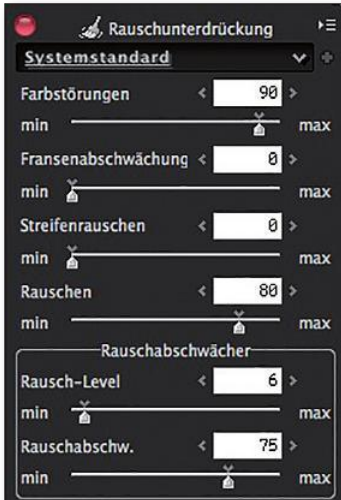 Rauschunterdrückung
Systemstandard
Farbstörungen 90
min max
Fransenabschwächung 0
min max
Streifenrauschen 0
min max
Rauschen 80
min max
Rauschabschwächer
Rausch-Level 6
min max
Rauschabschw. 75
min max